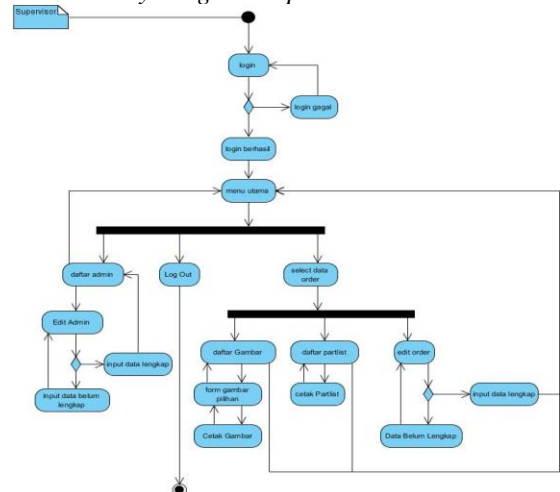 Supervisor
login
login gagal
login berhasil
menu utama
daftar admin
Log Out
select data
order
Edit Admin
input data lengkap
input data belum
lengkap
daftar Gambar
daftar partlist
edit order
form gambar
pilihan
cetak Partlist
input data lengkap
Cetak Gambar
Data Belum Lengkap